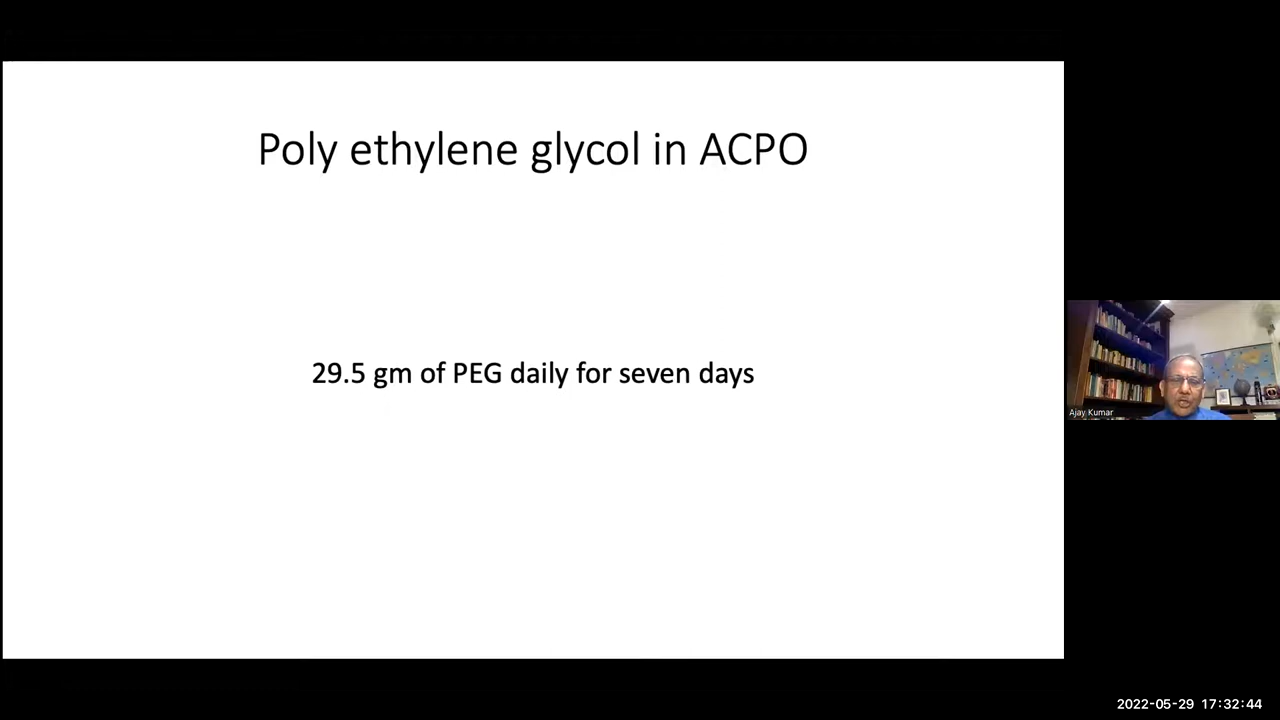 Poly ethylene glycol in ACPO
29.5 gm of PEG daily for seven days
Ajay Kumar
2022-05-29 17:32:44